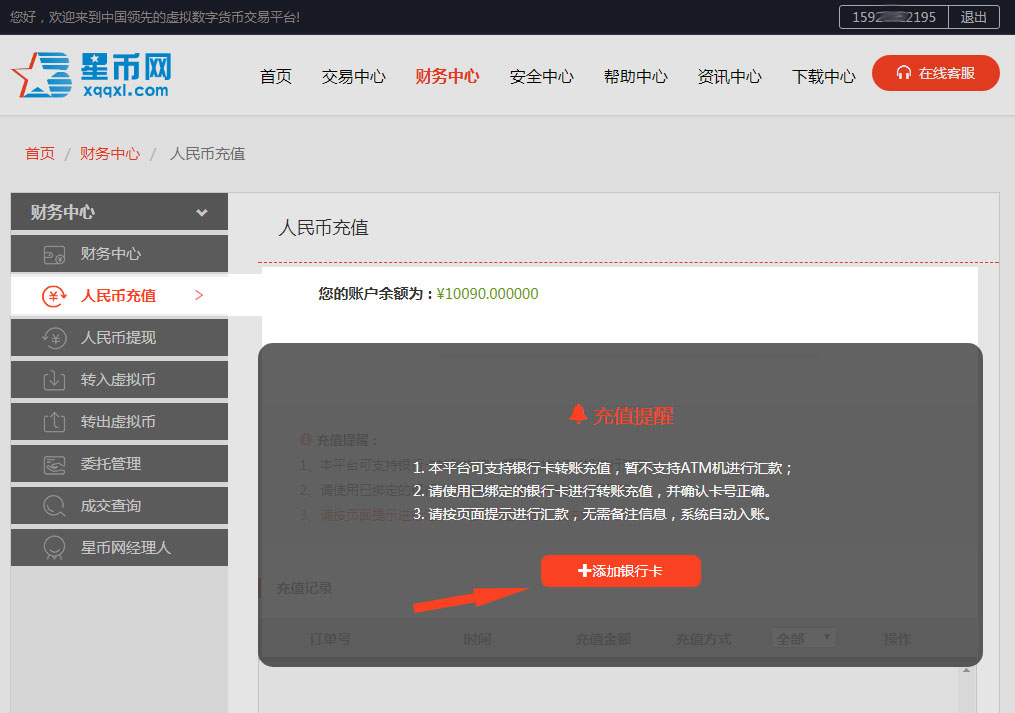 您好，欢迎来到中国领先的虚拟数字货币交易平台!
2195 退出
星币网
xqqxl.com
首页 交易中心 财务中心 安全中心 帮助中心 资讯中心 下载中心 在线客服
首页 / 财务中心 / 人民币充值
财务中心
财务中心
人民币充值
人民币提现
转入虚拟币
转出虚拟币
委托管理
成交查询
星币网经理人
人民币充值
您的账户余额为：¥10090.000000
充值提醒
充值提醒：
1. 本平台可支持银行卡转账充值，暂不支持ATM机进行汇款；
2. 请使用已绑定的银行卡进行转账充值，并确认卡号正确。
3. 请按页面提示进行汇款，无需备注信息，系统自动入账。
1、本平台可支持银
2、请使用已绑定的
3、请按页面提示进
添加银行卡
充值记录
订单号 时间 充值金额 充值方式 全部 操作